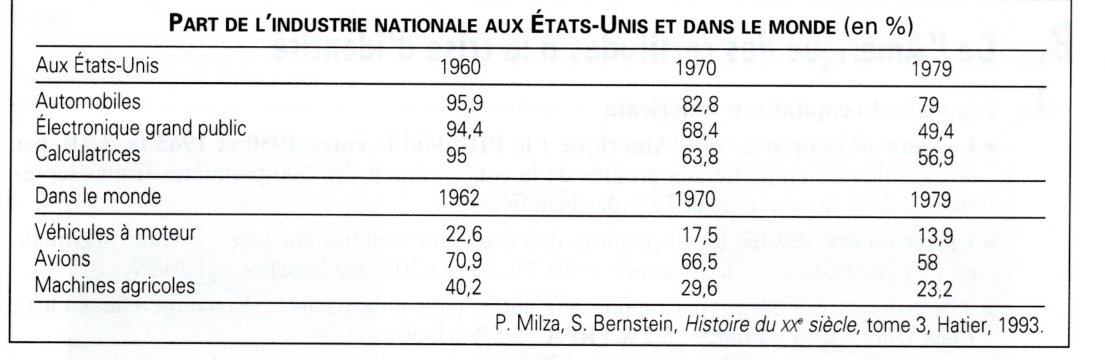 PART DE L'INDUSTRIE NATIONALE AUX ÉTATS-UNIS ET DANS LE MONDE (en %)
Aux États-Unis 1960 1970 1979
Automobiles 95,9 82,8 79
Électronique grand public 94,4 68,4 49,4
Calculatrices 95 63,8 56,9
Dans le monde 1962 1970 1979
Véhicules à moteur 22,6 17,5 13,9
Avions 70,9 66,5 58
Machines agricoles 40,2 29,6 23,2
P. Milza, S. Bernstein, Histoire du XXe siècle, tome 3, Hatier, 1993.